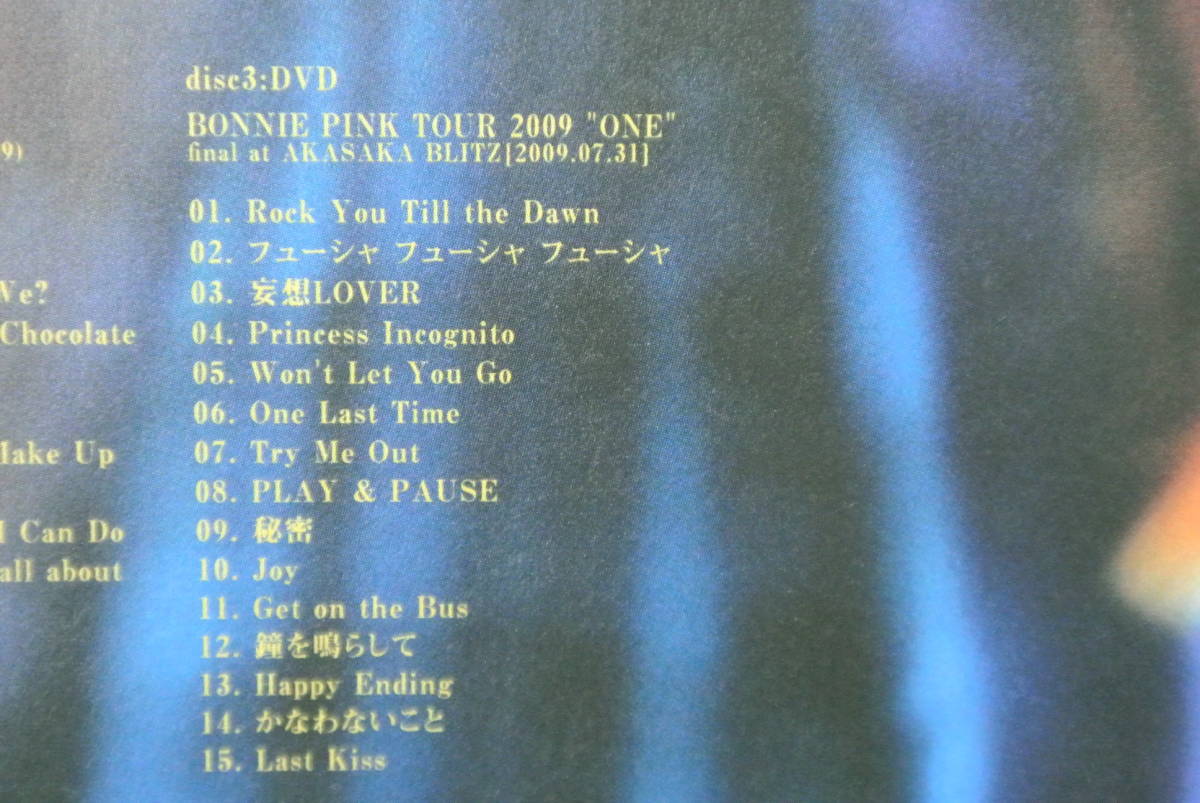 disc3:DVD
BONNIE PINK TOUR 2009 "ONE"
final at AKASAKA BLITZ[2009.07.31]
01. Rock You Till the Dawn
02. フューシャ フューシャ フューシャ
03. 妄想LOVER
04. Princess Incognito
05. Won't Let You Go
06. One Last Time
07. Try Me Out
08. PLAY & PAUSE
09. 秘密
10. Joy
11. Get on the Bus
12. 鐘を鳴らして
13. Happy Ending
14. かなわないこと
15. Last Kiss
9)
We?
Chocolate
Make Up
I Can Do
all about